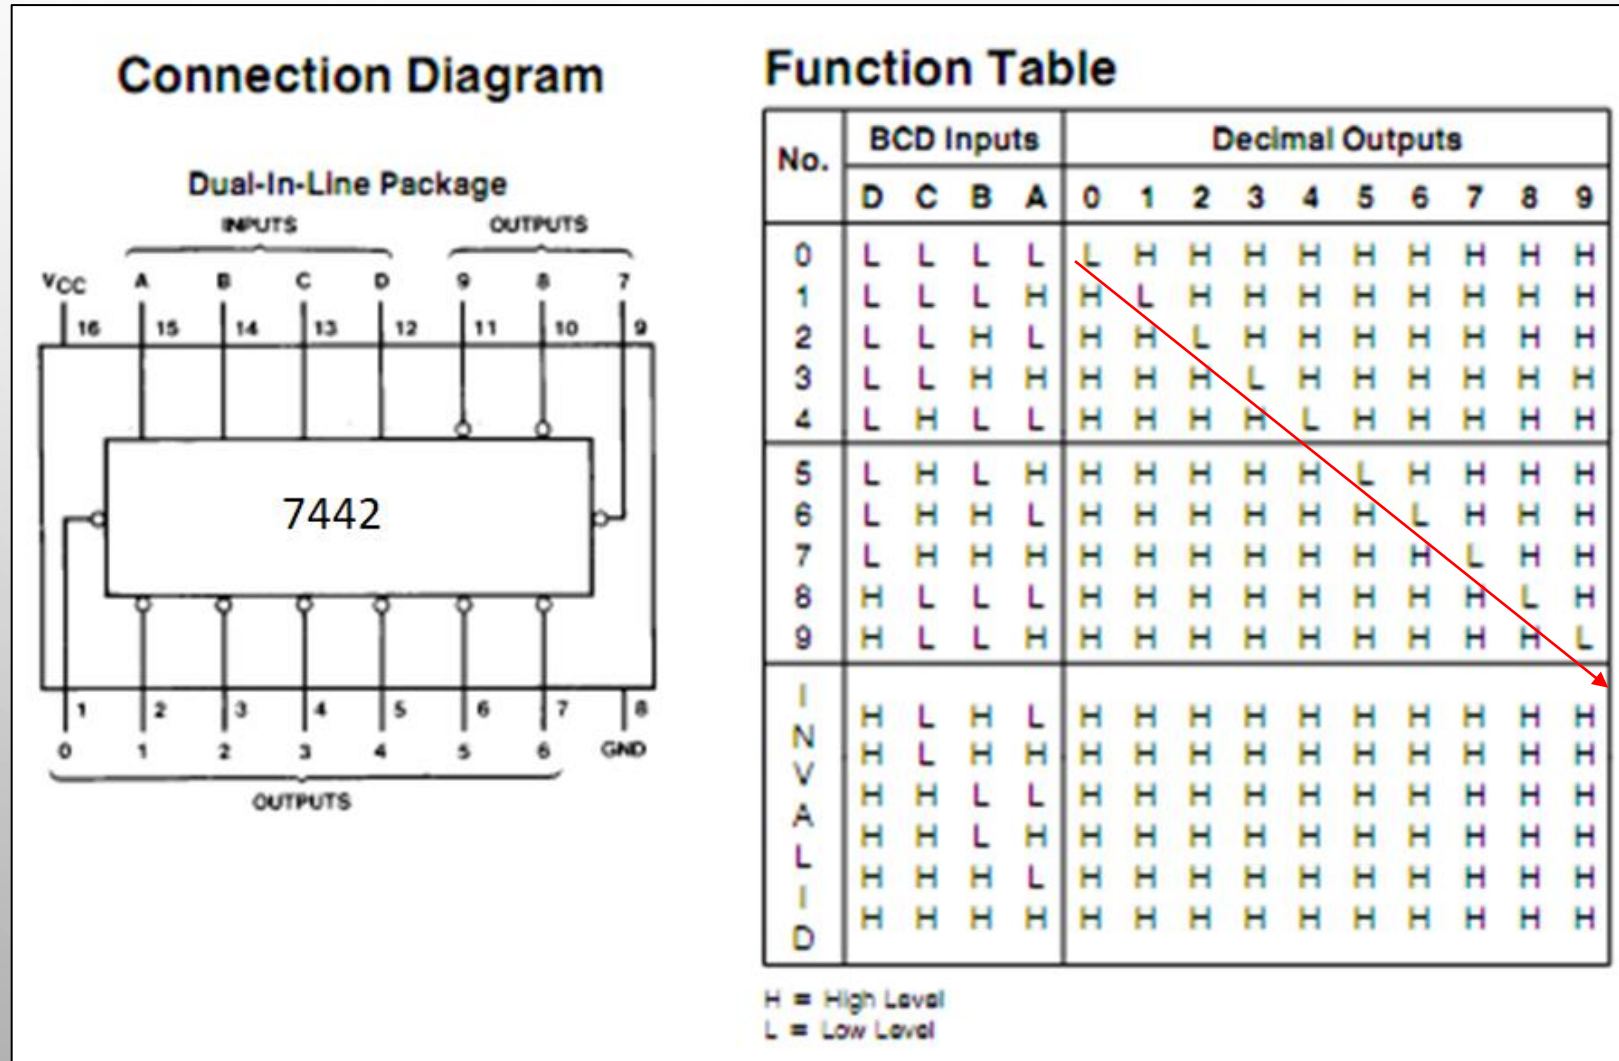 Connection Diagram
Dual-In-Line Package
INPUTS OUTPUTS
VCC A B C D 9 8 7
16 15 14 13 12 11 10 9
7442
1 2 3 4 5 6 7 8
0 1 2 3 4 5 6 GND
OUTPUTS
Function Table
No. BCD Inputs Decimal Outputs
D C B A 0 1 2 3 4 5 6 7 8 9
0 L L L L L H H H H H H H H H
1 L L L H H L H H H H H H H H
2 L L H L H H L H H H H H H H
3 L L H H H H H L H H H H H H
4 L H L L H H H H L H H H H H
5 L H L H H H H H H L H H H H
6 L H H L H H H H H H L H H H
7 L H H H H H H H H H H L H H
8 H L L L H H H H H H H H L H
9 H L L H H H H H H H H H H L
INVALID
H L H L H H H H H H H H H H
H L H H H H H H H H H H H H
H H L L H H H H H H H H H H
H H L H H H H H H H H H H H
H H H L H H H H H H H H H H
H H H H H H H H H H H H H H
H = High Level
L = Low Level